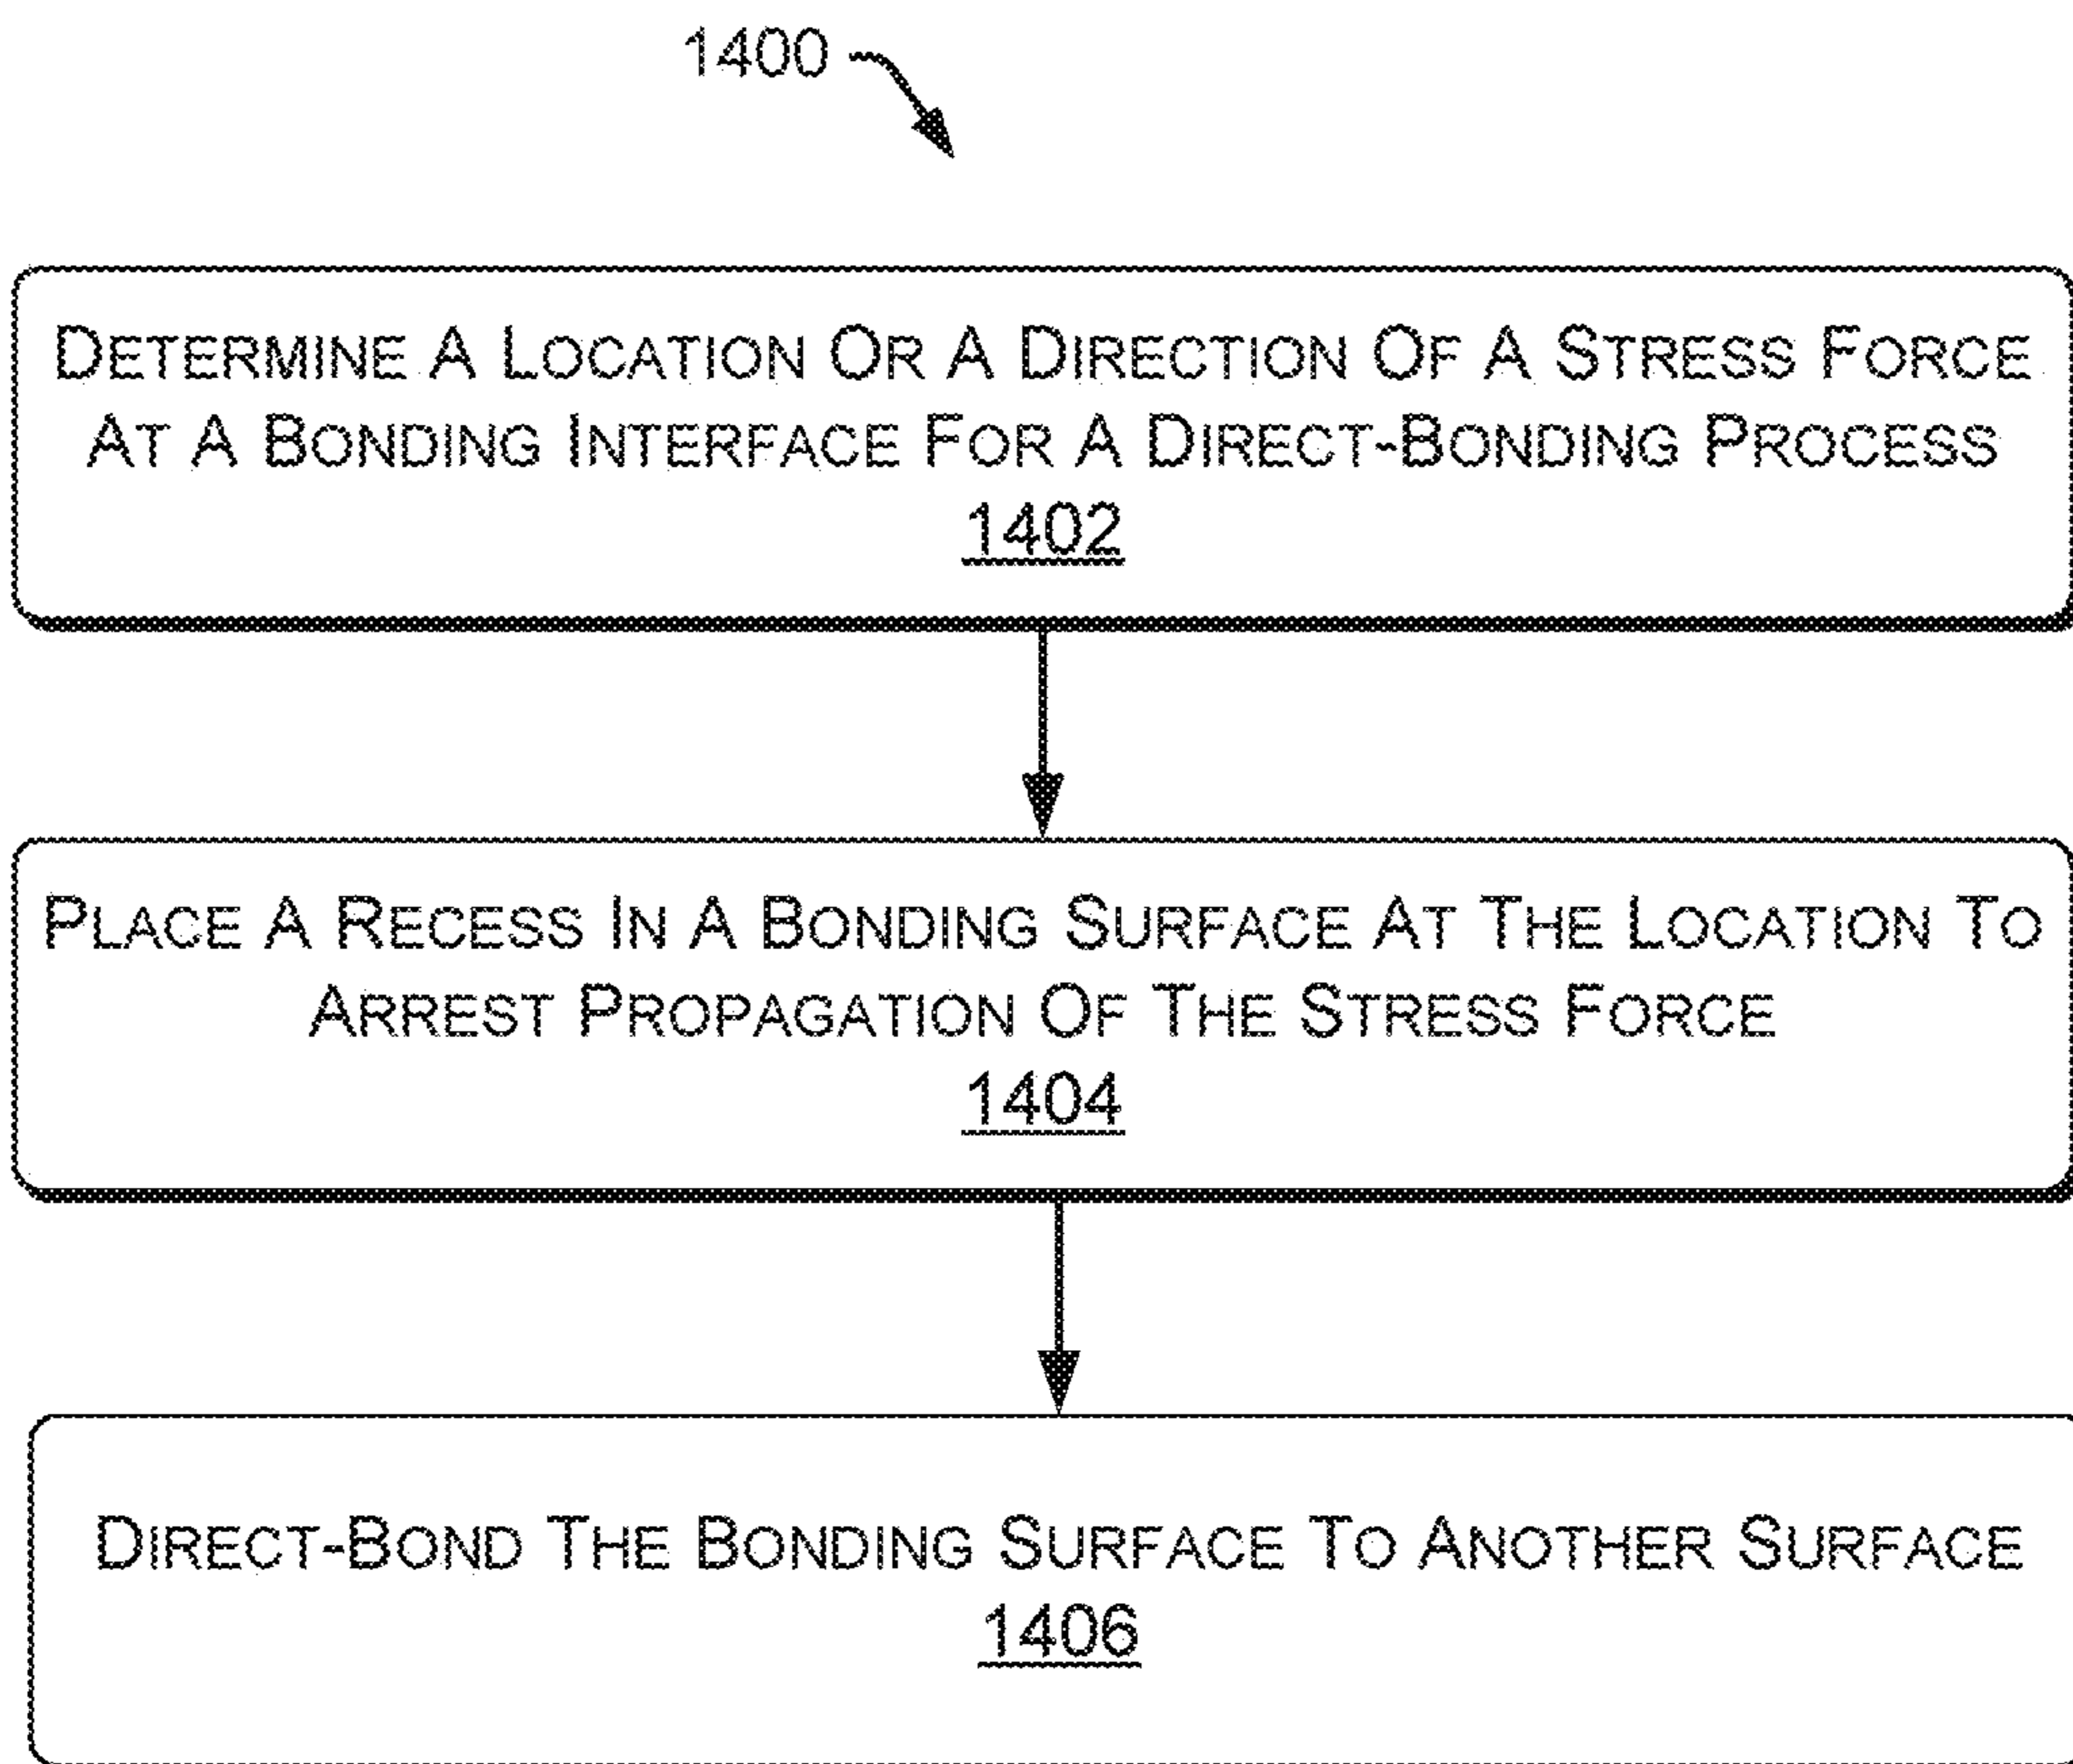 1400
DETERMINE A LOCATION OR A DIRECTION OF A STRESS FORCE
AT A BONDING INTERFACE FOR A DIRECT-BONDING PROCESS
1402
PLACE A RECESS IN A BONDING SURFACE AT THE LOCATION TO
ARREST PROPAGATION OF THE STRESS FORCE
1404
DIRECT-BOND THE BONDING SURFACE TO ANOTHER SURFACE
1406